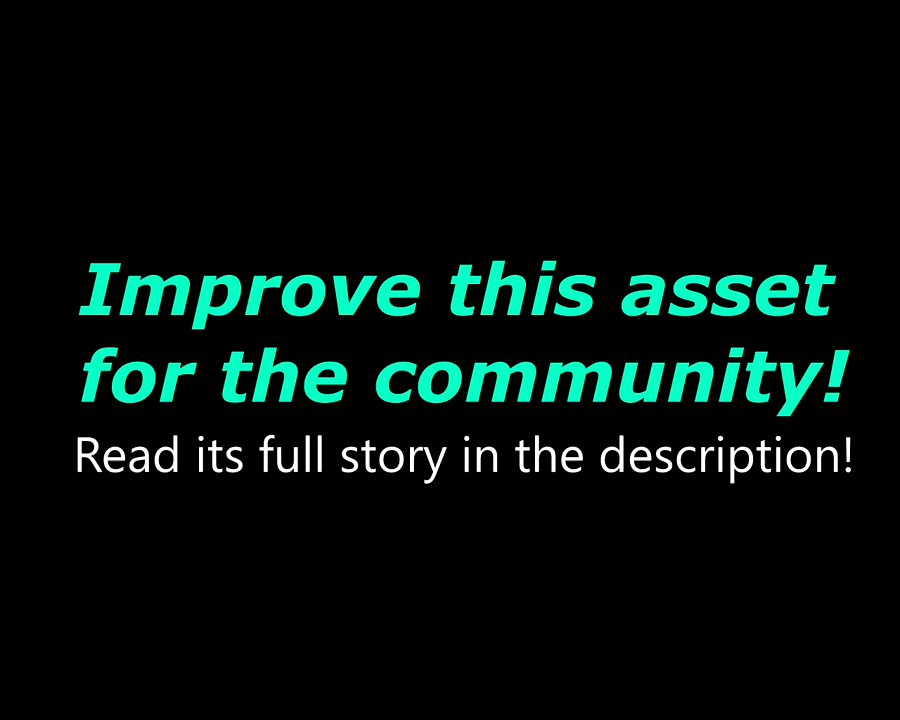 Improve this asset
for the community!
Read its full story in the description!